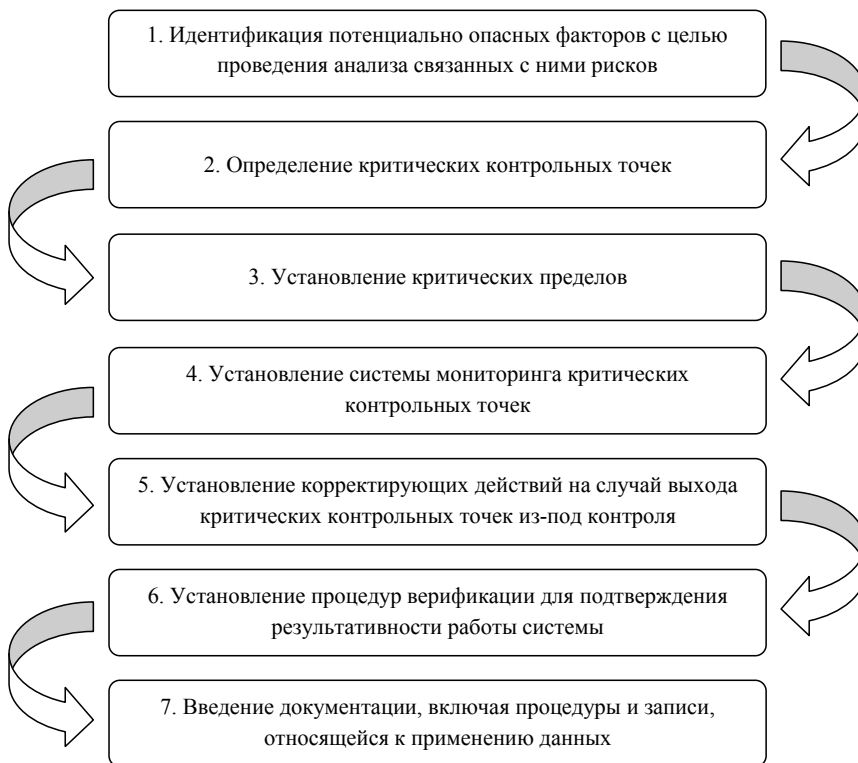 1. Идентификация потенциально опасных факторов с целью
проведения анализа связанных с ними рисков
2. Определение критических контрольных точек
3. Установление критических пределов
4. Установление системы мониторинга критических
контрольных точек
5. Установление корректирующих действий на случай выхода
критических контрольных точек из-под контроля
6. Установление процедур верификации для подтверждения
результативности работы системы
7. Введение документации, включая процедуры и записи,
относящейся к применению данных